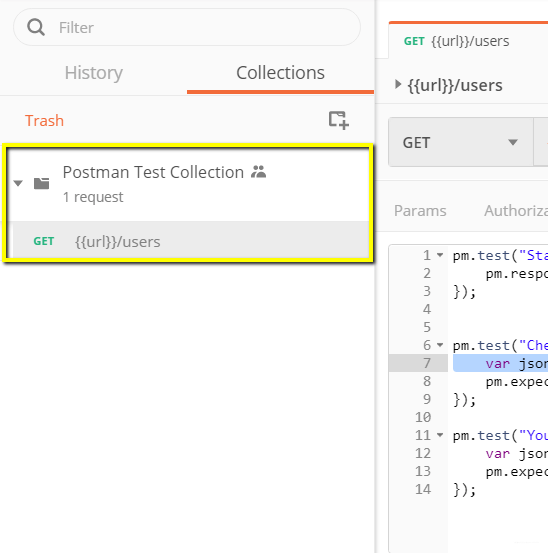 Filter
History
Collections
Trash
Postman Test Collection
1 request
GET {{url}}/users
GET {{url}}/users
{{url}}/users
GET
Params
1 pm.test("Sta
2 pm.respo
3 });
4
5
6 pm.test("Che
7 var json
8 pm.expec
9 });
10
11 pm.test("You
12 var json
13 pm.expec
14 });